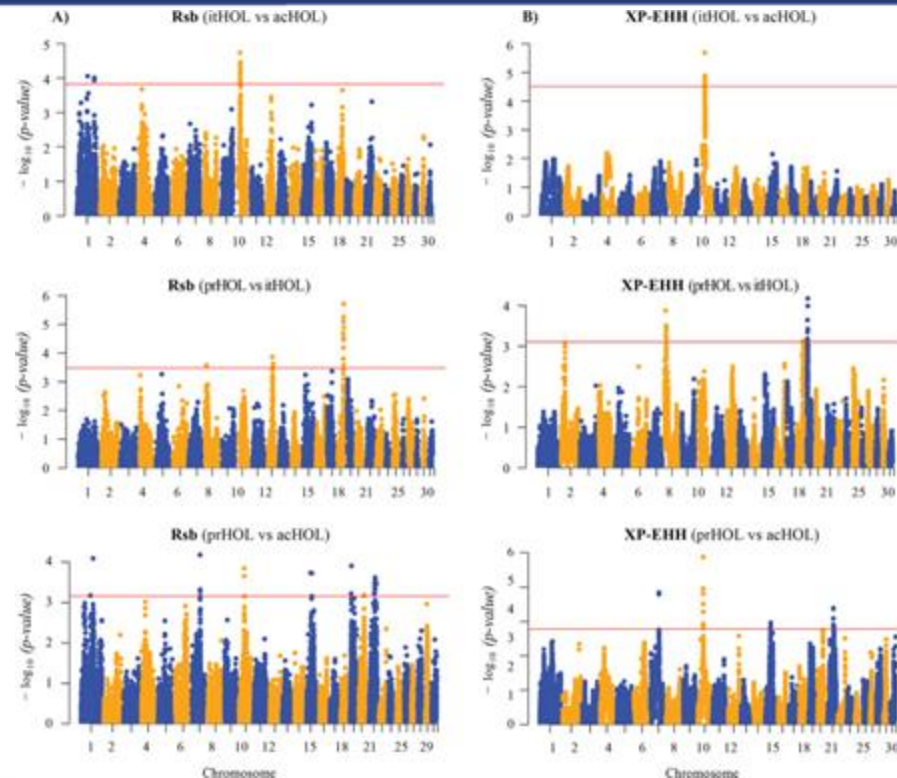 A) Rsb (itHOL vs acHOL)
− log₁₀ (p-value)
5
4
3
2
1
0
1 2 4 6 8 10 12 15 18 21 25 30
B) XP-EHH (itHOL vs acHOL)
− log₁₀ (p-value)
6
5
4
3
2
1
0
1 2 4 6 8 10 12 15 18 21 25 30
Rsb (prHOL vs itHOL)
− log₁₀ (p-value)
6
5
4
3
2
1
0
1 2 4 6 8 10 12 15 18 21 25 30
XP-EHH (prHOL vs itHOL)
− log₁₀ (p-value)
4
3
2
1
0
1 2 4 6 8 10 12 15 18 21 25 30
Rsb (prHOL vs acHOL)
− log₁₀ (p-value)
4
3
2
1
0
1 2 4 6 8 10 15 18 21 25 29
Chromosome
XP-EHH (prHOL vs acHOL)
− log₁₀ (p-value)
6
4
3
2
1
0
1 2 4 6 8 10 12 15 18 21 25 30
Chromosome